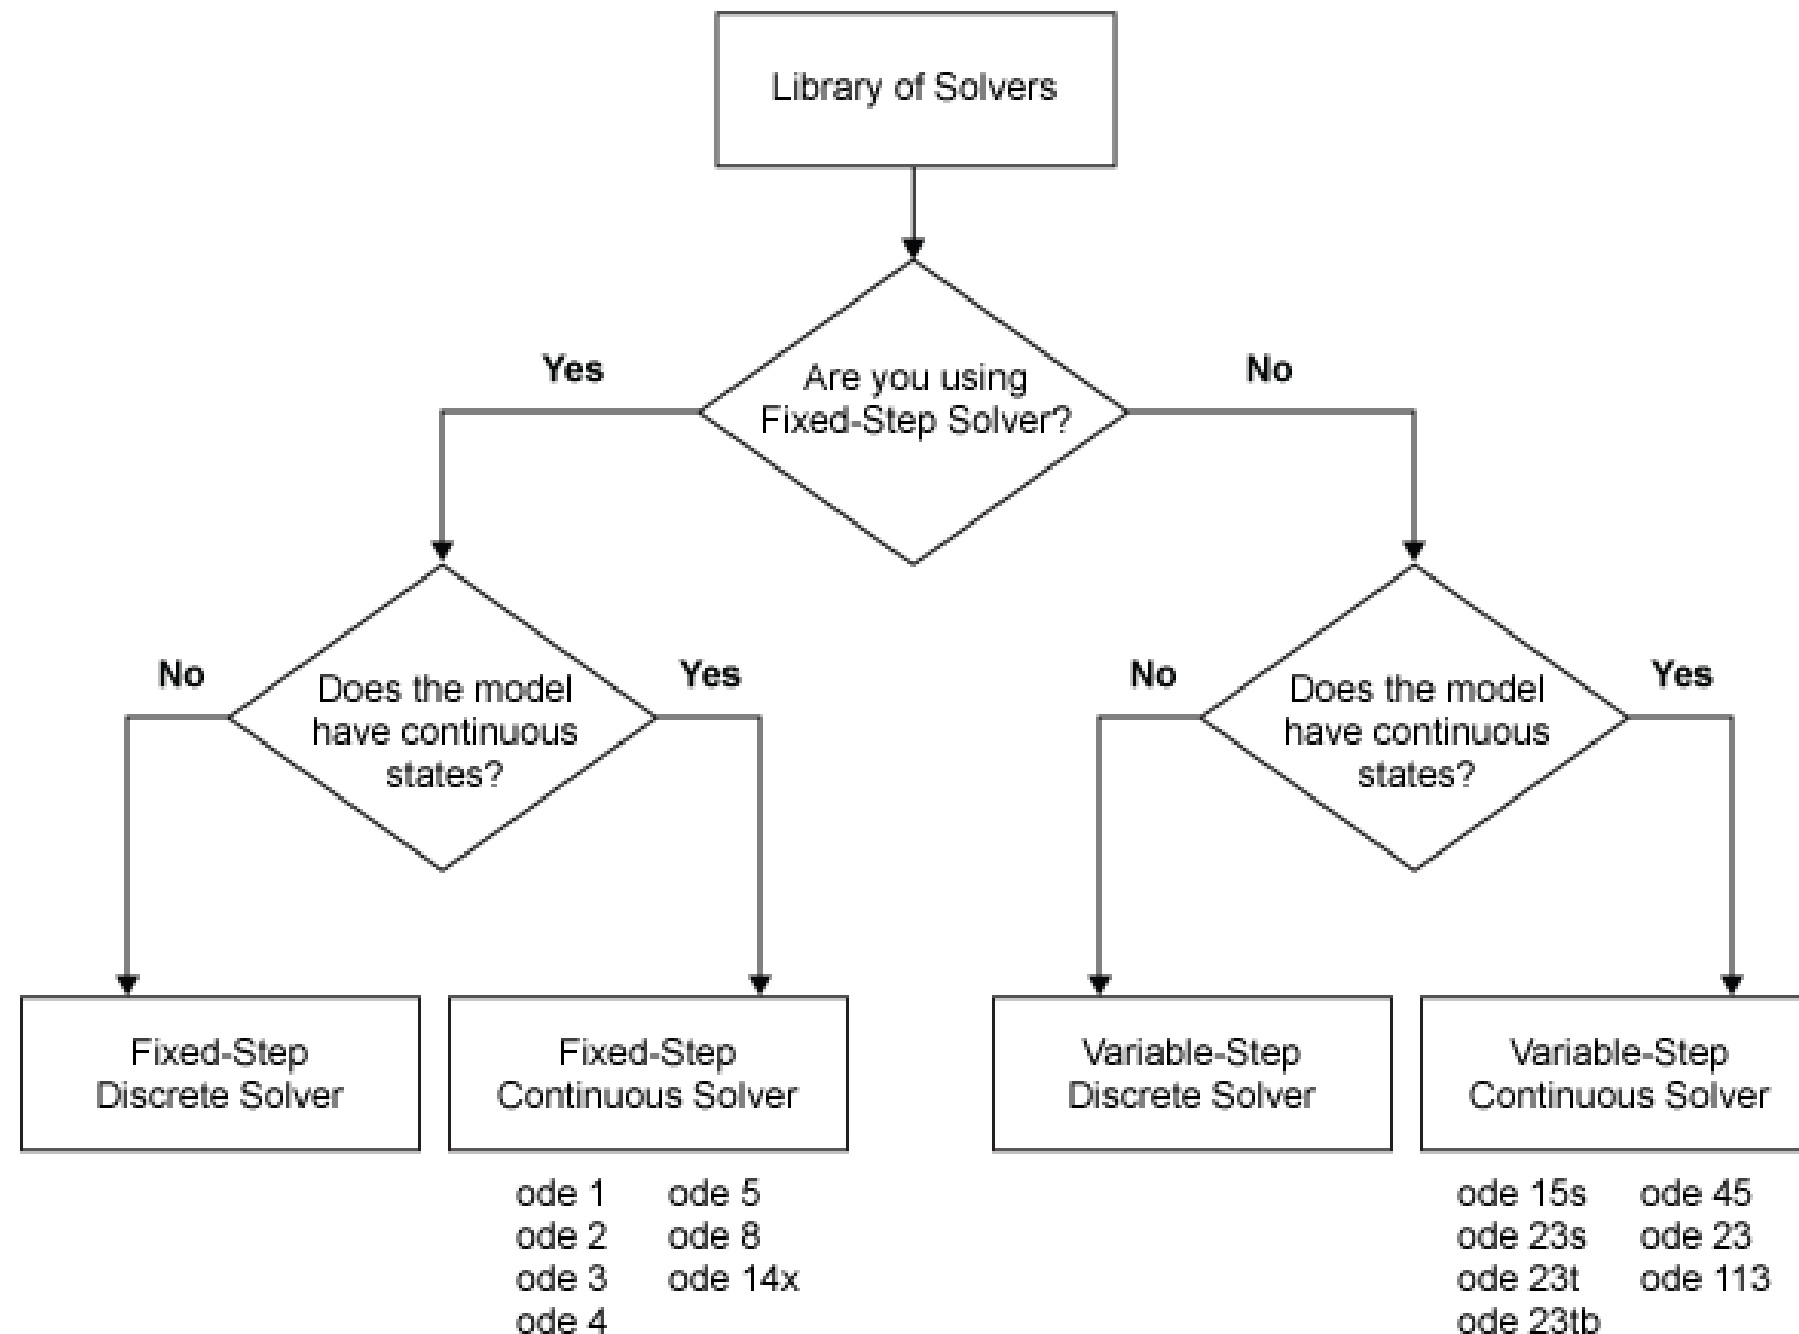 Library of Solvers
Yes
No
Are you using
Fixed-Step Solver?
No
Yes
Does the model
have continuous
states?
No
Yes
Does the model
have continuous
states?
Fixed-Step
Discrete Solver
Fixed-Step
Continuous Solver
Variable-Step
Discrete Solver
Variable-Step
Continuous Solver
ode 1 ode 5
ode 2 ode 8
ode 3 ode 14x
ode 4
ode 15s ode 45
ode 23s ode 23
ode 23t ode 113
ode 23tb